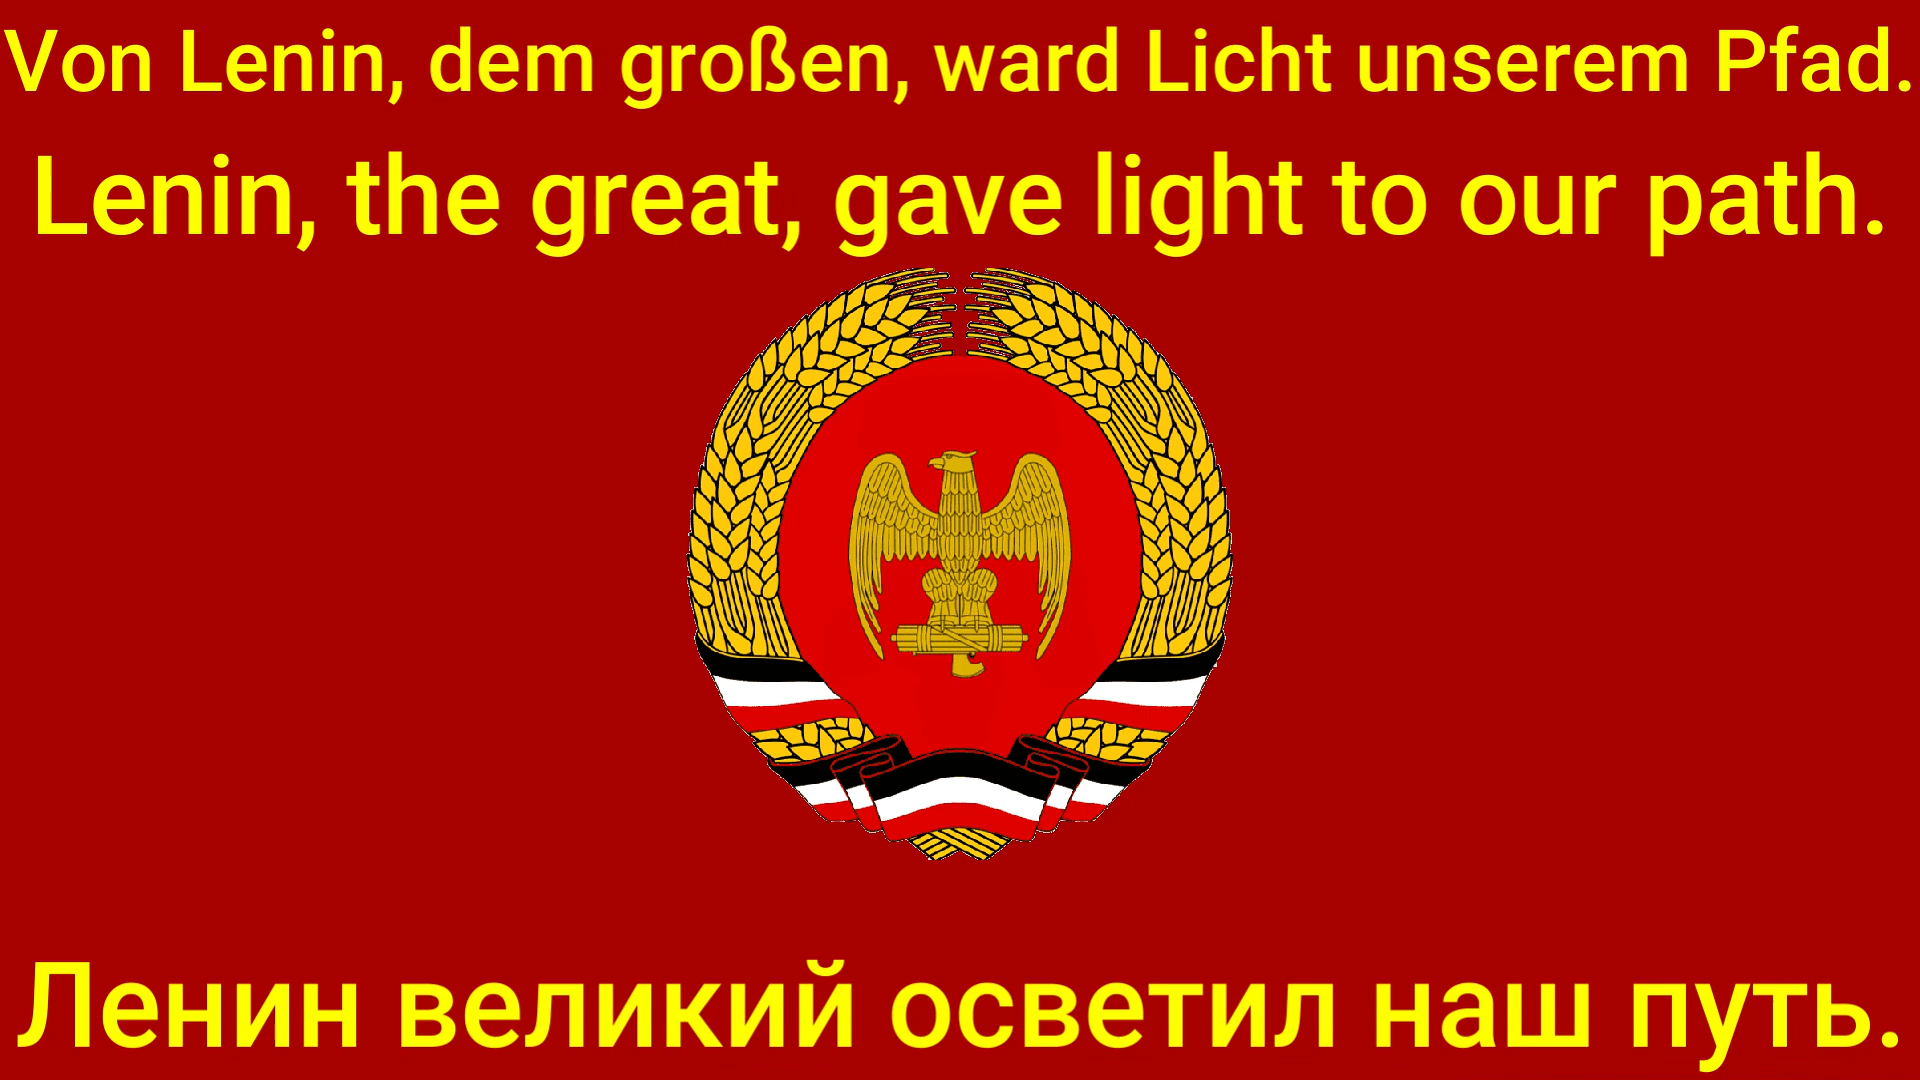 Von Lenin, dem großen, ward Licht unserem Pfad.
Lenin, the great, gave light to our path.
Ленин великий осветил наш путь.